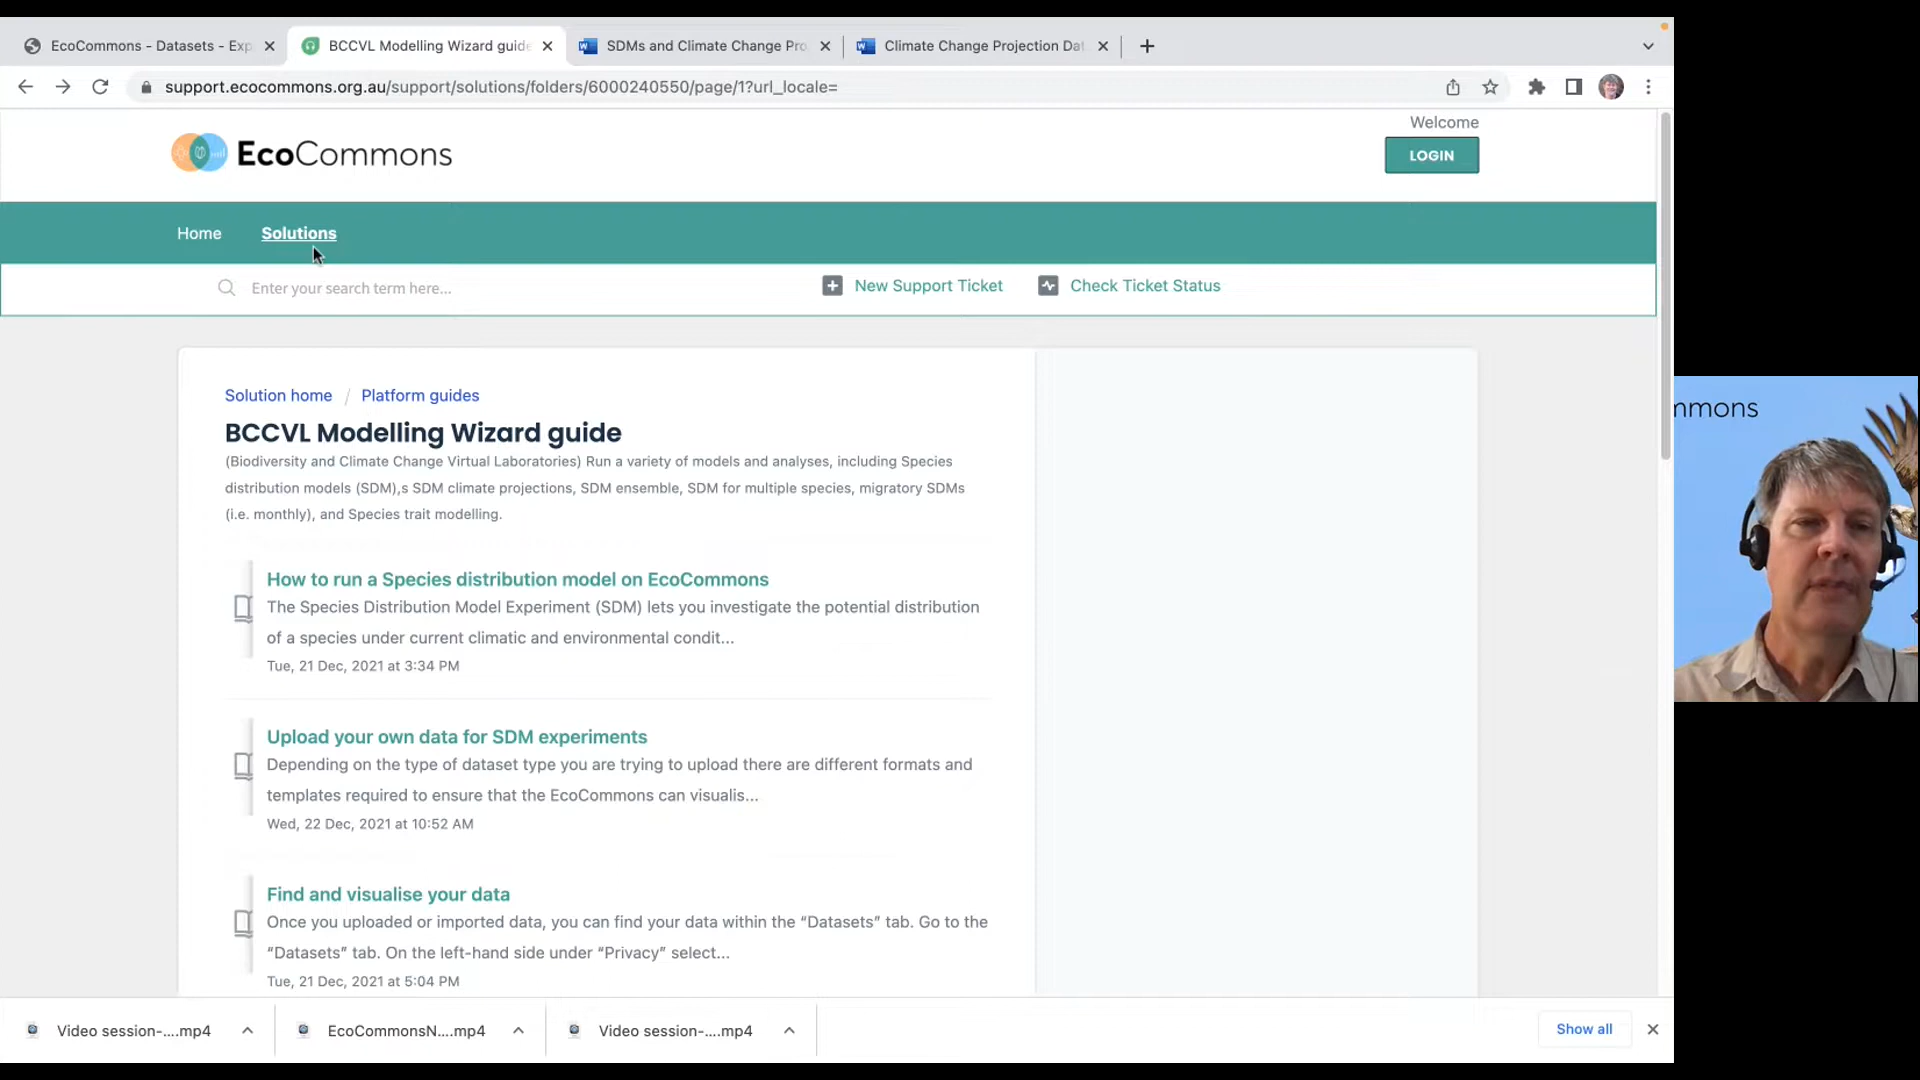 EcoCommons - Datasets - Exp
BCCVL Modelling Wizard guide
SDMs and Climate Change Pro
Climate Change Projection Dat
support.ecocommons.org.au/support/solutions/folders/6000240550/page/1?url_locale=
EcoCommons
Welcome
LOGIN
Home
Solutions
Enter your search term here...
New Support Ticket
Check Ticket Status
Solution home / Platform guides
BCCVL Modelling Wizard guide
(Biodiversity and Climate Change Virtual Laboratories) Run a variety of models and analyses, including Species
distribution models (SDM),s SDM climate projections, SDM ensemble, SDM for multiple species, migratory SDMs
(i.e. monthly), and Species trait modelling.
How to run a Species distribution model on EcoCommons
The Species Distribution Model Experiment (SDM) lets you investigate the potential distribution
of a species under current climatic and environmental condit...
Tue, 21 Dec, 2021 at 3:34 PM
Upload your own data for SDM experiments
Depending on the type of dataset type you are trying to upload there are different formats and
templates required to ensure that the EcoCommons can visualis...
Wed, 22 Dec, 2021 at 10:52 AM
Find and visualise your data
Once you uploaded or imported data, you can find your data within the “Datasets” tab. Go to the
“Datasets” tab. On the left-hand side under “Privacy” select...
Tue, 21 Dec, 2021 at 5:04 PM
mmons
Video session-....mp4
EcoCommonsN....mp4
Video session-....mp4
Show all